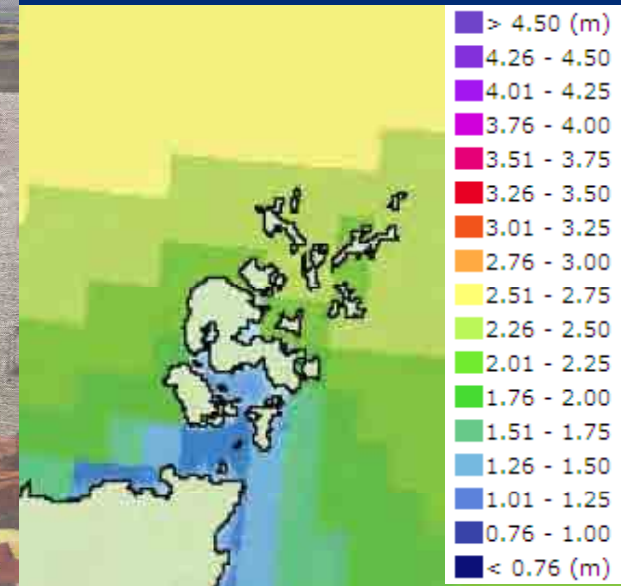 > 4.50 (m)
4.26 - 4.50
4.01 - 4.25
3.76 - 4.00
3.51 - 3.75
3.26 - 3.50
3.01 - 3.25
2.76 - 3.00
2.51 - 2.75
2.26 - 2.50
2.01 - 2.25
1.76 - 2.00
1.51 - 1.75
1.26 - 1.50
1.01 - 1.25
0.76 - 1.00
< 0.76 (m)